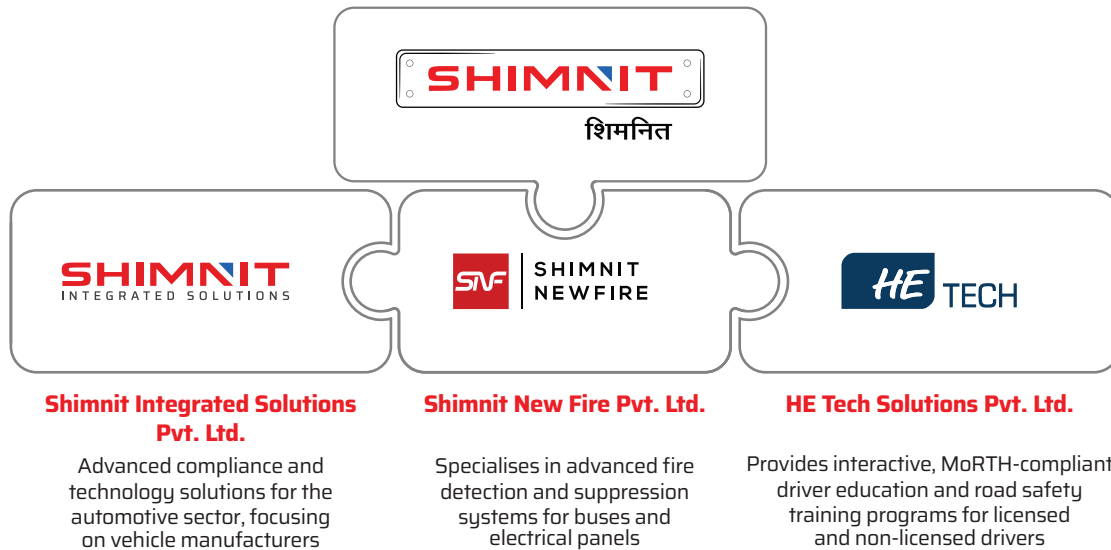 SHIMNIT
शिमनित
SHIMNIT
INTEGRATED SOLUTIONS
SNF
SHIMNIT
NEWFIRE
HE TECH
Shimnit Integrated Solutions
Pvt. Ltd.
Advanced compliance and
technology solutions for the
automotive sector, focusing
on vehicle manufacturers
Shimnit New Fire Pvt. Ltd.
Specialises in advanced fire
detection and suppression
systems for buses and
electrical panels
HE Tech Solutions Pvt. Ltd.
Provides interactive, MoRTH-compliant
driver education and road safety
training programs for licensed
and non-licensed drivers